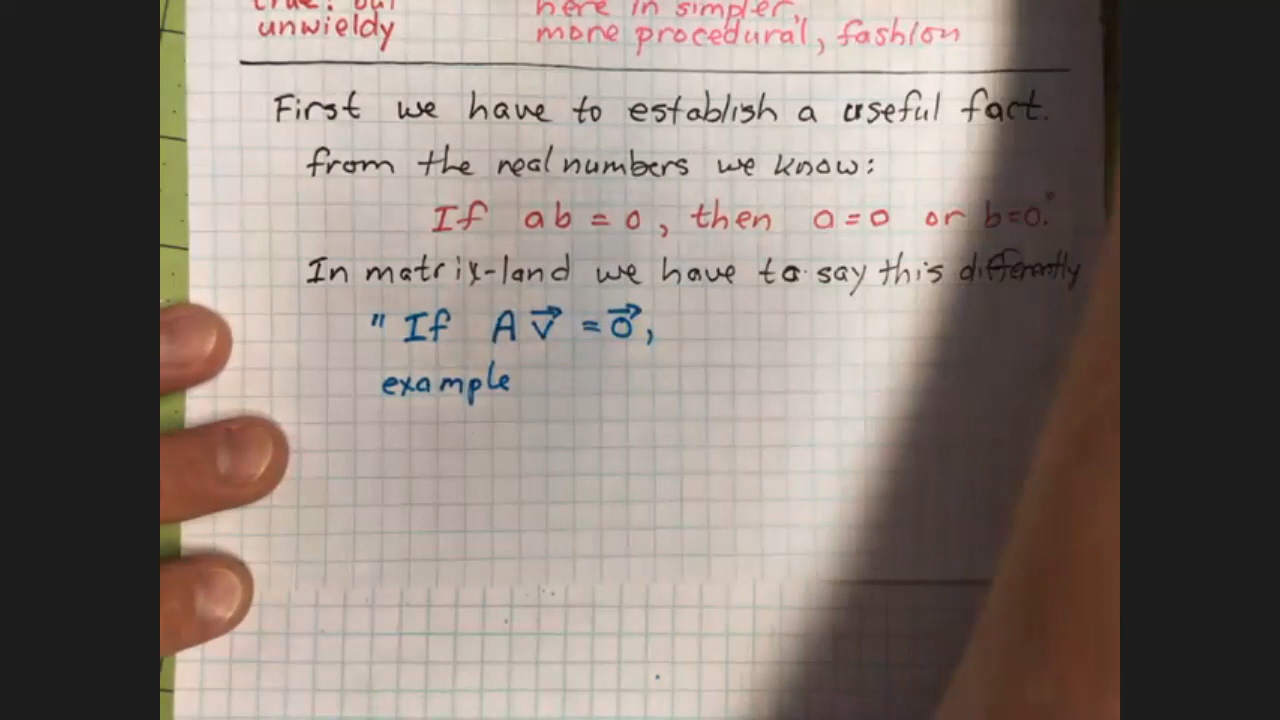 unwieldy
here in simpler,
more procedural, fashion
First we have to establish a useful fact.
from the real numbers we know:
If ab = 0, then a = 0 or b = 0.
In matrix-land we have to say this differently
" If A v⃗ = 0⃗,
example